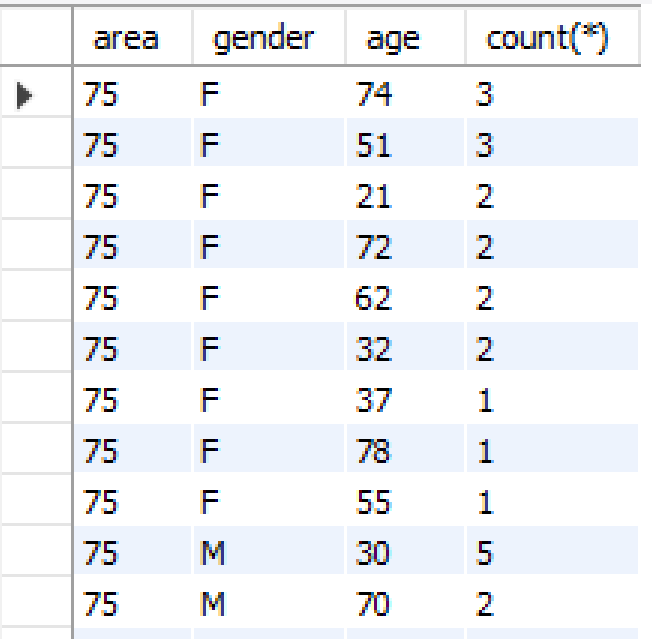 area gender age count(*)
75 F 74 3
75 F 51 3
75 F 21 2
75 F 72 2
75 F 62 2
75 F 32 2
75 F 37 1
75 F 78 1
75 F 55 1
75 M 30 5
75 M 70 2